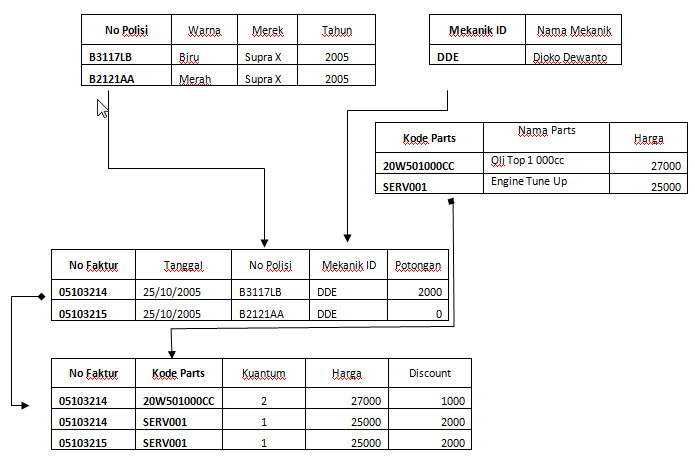 No Polisi Warna Merek Tahun
B3117LB Biru Supra X 2005
B2121AA Merah Supra X 2005
Mekanik ID Nama Mekanik
DDE Djoko Dewanto
Kode Parts Nama Parts Harga
20W501000CC Oli Top 1 000cc 27000
SERV001 Engine Tune Up 25000
No Faktur Tanggal No Polisi Mekanik ID Potongan
05103214 25/10/2005 B3117LB DDE 2000
05103215 25/10/2005 B2121AA DDE 0
No Faktur Kode Parts Kuantum Harga Discount
05103214 20W501000CC 2 27000 1000
05103214 SERV001 1 25000 2000
05103215 SERV001 1 25000 2000